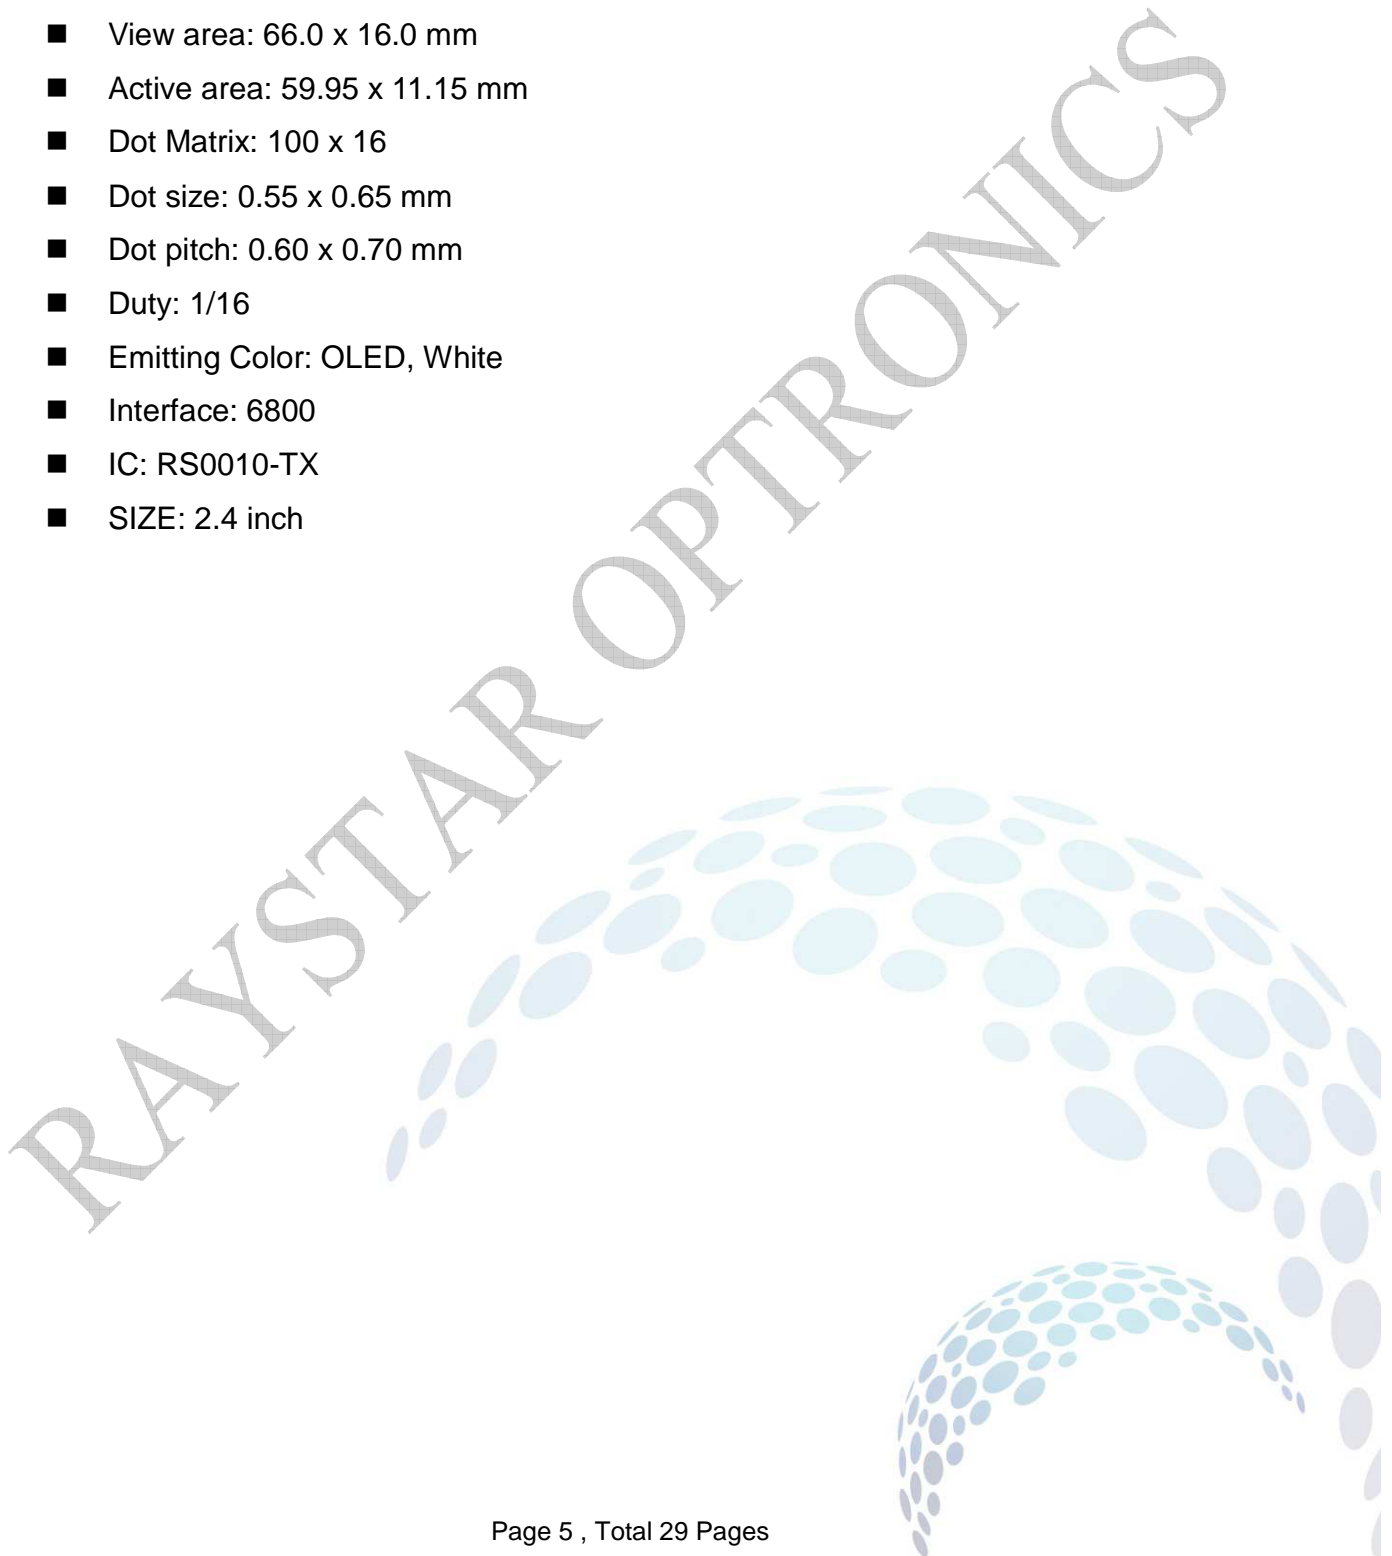 ■ View area: 66.0 x 16.0 mm
■ Active area: 59.95 x 11.15 mm
■ Dot Matrix: 100 x 16
■ Dot size: 0.55 x 0.65 mm
■ Dot pitch: 0.60 x 0.70 mm
■ Duty: 1/16
■ Emitting Color: OLED, White
■ Interface: 6800
■ IC: RS0010-TX
■ SIZE: 2.4 inch
RAYSTAR OPTRONICS
Page 5 , Total 29 Pages